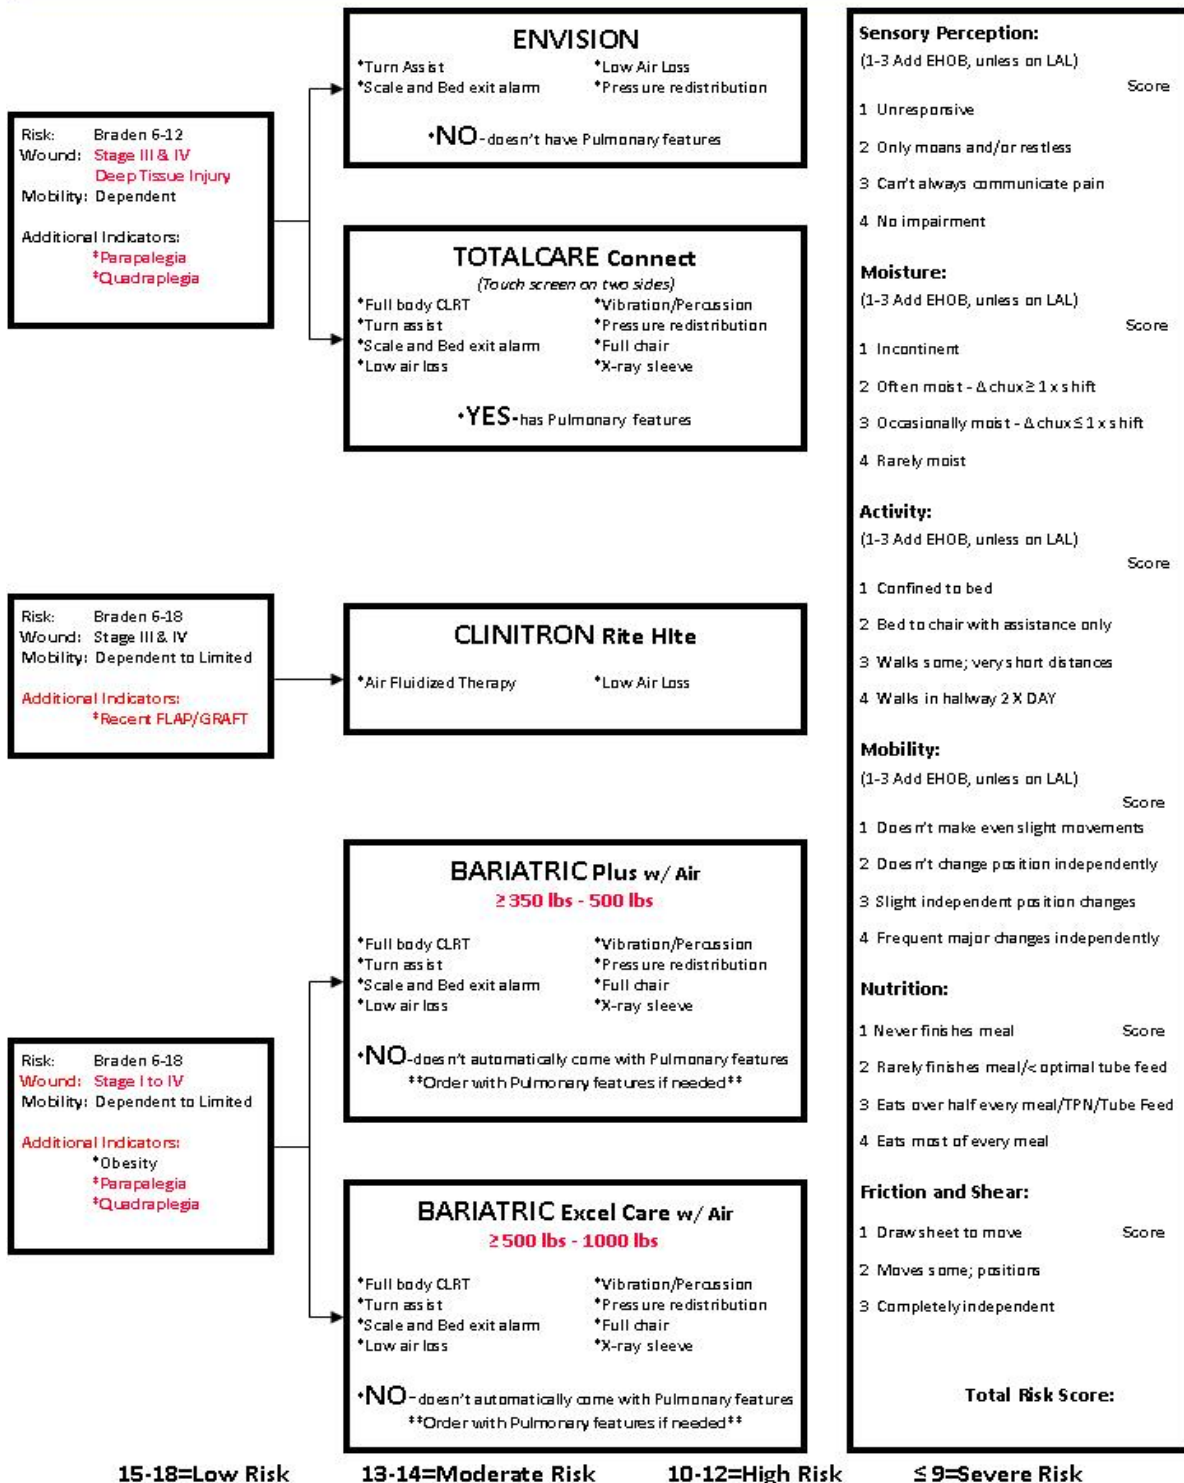 ENVISION
*Turn Assist
*Low Air Loss
*Scale and Bed exit alarm
*Pressure redistribution
*NO-doesn't have Pulmonary features
Risk: Braden 6-12
Wound: Stage III & IV
Deep Tissue Injury
Mobility: Dependent
Additional Indicators:
*Parapalegia
*Quadraplegia
TOTALCARE Connect
(Touch screen on two sides)
*Full body CLRT
*Vibration/Percussion
*Turn assist
*Pressure redistribution
*Scale and Bed exit alarm
*Full chair
*Low air loss
*X-ray sleeve
*YES-has Pulmonary features
Risk: Braden 6-18
Wound: Stage III & IV
Mobility: Dependent to Limited
Additional Indicators:
*Recent FLAP/GRAFT
CLINITRON Rite Hite
*Air Fluidized Therapy
*Low Air Loss
BARIATRIC Plus w/ Air
≥350 lbs - 500 lbs
*Full body CLRT
*Vibration/Percussion
*Turn assist
*Pressure redistribution
*Scale and Bed exit alarm
*Full chair
*Low air loss
*X-ray sleeve
*NO-doesn't automatically come with Pulmonary features
**Order with Pulmonary features if needed**
Risk: Braden 6-18
Wound: Stage I to IV
Mobility: Dependent to Limited
Additional Indicators:
*Obesity
*Parapalegia
*Quadraplegia
BARIATRIC Excel Care w/ Air
≥500 lbs - 1000 lbs
*Full body CLRT
*Vibration/Percussion
*Turn assist
*Pressure redistribution
*Scale and Bed exit alarm
*Full chair
*Low air loss
*X-ray sleeve
*NO-doesn't automatically come with Pulmonary features
**Order with Pulmonary features if needed**
Sensory Perception:
(1-3 Add EHOB, unless on LAL)
Score
1 Unresponsive
2 Only moans and/or restless
3 Can't always communicate pain
4 No impairment
Moisture:
(1-3 Add EHOB, unless on LAL)
Score
1 Incontinent
2 Often moist - Δ chux ≥ 1 x shift
3 Occasionally moist - Δ chux ≤ 1 x shift
4 Rarely moist
Activity:
(1-3 Add EHOB, unless on LAL)
Score
1 Confined to bed
2 Bed to chair with assistance only
3 Walks some; very short distances
4 Walks in hallway 2 X DAY
Mobility:
(1-3 Add EHOB, unless on LAL)
Score
1 Doesn't make even slight movements
2 Doesn't change position independently
3 Slight independent position changes
4 Frequent major changes independently
Nutrition:
1 Never finishes meal Score
2 Rarely finishes meal/< optimal tube feed
3 Eats over half every meal/TPN/Tube Feed
4 Eats most of every meal
Friction and Shear:
1 Draw sheet to move Score
2 Moves some; positions
3 Completely independent
Total Risk Score:
15-18=Low Risk 13-14=Moderate Risk 10-12=High Risk ≤9=Severe Risk